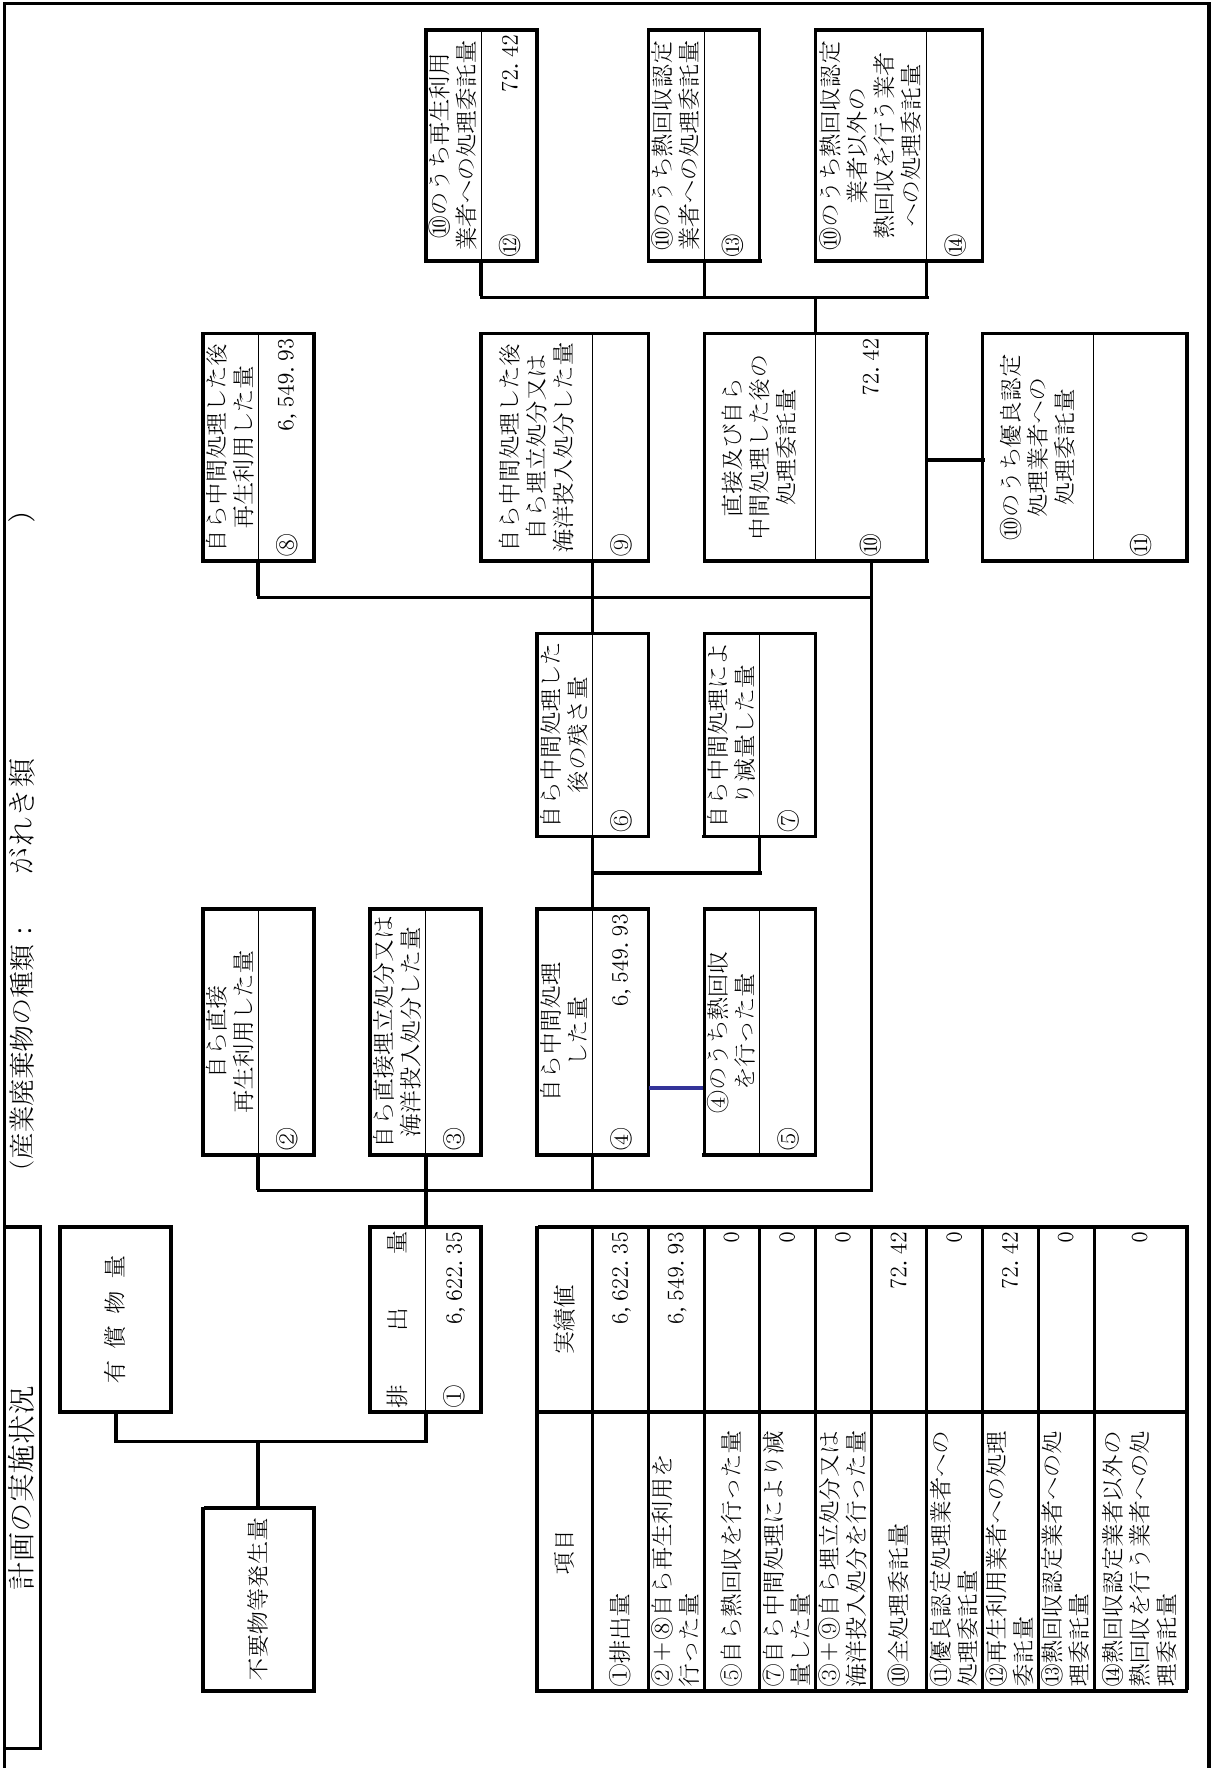 計画の実施状況
(産業廃棄物の種類： がれき類 )
有 償 物 量
不要物等発生量
排 出 量
① 6,622.35
自ら直接
再生利用した量
②
自ら直接埋立処分又は
海洋投入処分した量
③
自ら中間処理
した量
④ 6,549.93
④のうち熱回収
を行った量
⑤
自ら中間処理した
後の残さ量
⑥
自ら中間処理によ
り減量した量
⑦
自ら中間処理した後
再生利用した量
⑧ 6,549.93
自ら中間処理した後
自ら埋立処分又は
海洋投入処分した量
⑨
直接及び自ら
中間処理した後の
処理委託量
⑩ 72.42
⑩のうち優良認定
処理業者への
処理委託量
⑪
⑩のうち再生利用
業者への処理委託量
⑫ 72.42
⑩のうち熱回収認定
業者への処理委託量
⑬
⑩のうち熱回収認定
業者以外の
熱回収を行う業者
への処理委託量
⑭
項目 実績値
①排出量 6,622.35
②＋⑧自ら再生利用を
行った量 6,549.93
⑤自ら熱回収を行った量 0
⑦自ら中間処理により減
量した量 0
③＋⑨自ら埋立処分又は
海洋投入処分を行った量 0
⑩全処理委託量 72.42
⑪優良認定処理業者への
処理委託量 0
⑫再生利用業者への処理
委託量 72.42
⑬熱回収認定業者への処
理委託量 0
⑭熱回収認定業者以外の
熱回収を行う業者への処
理委託量 0